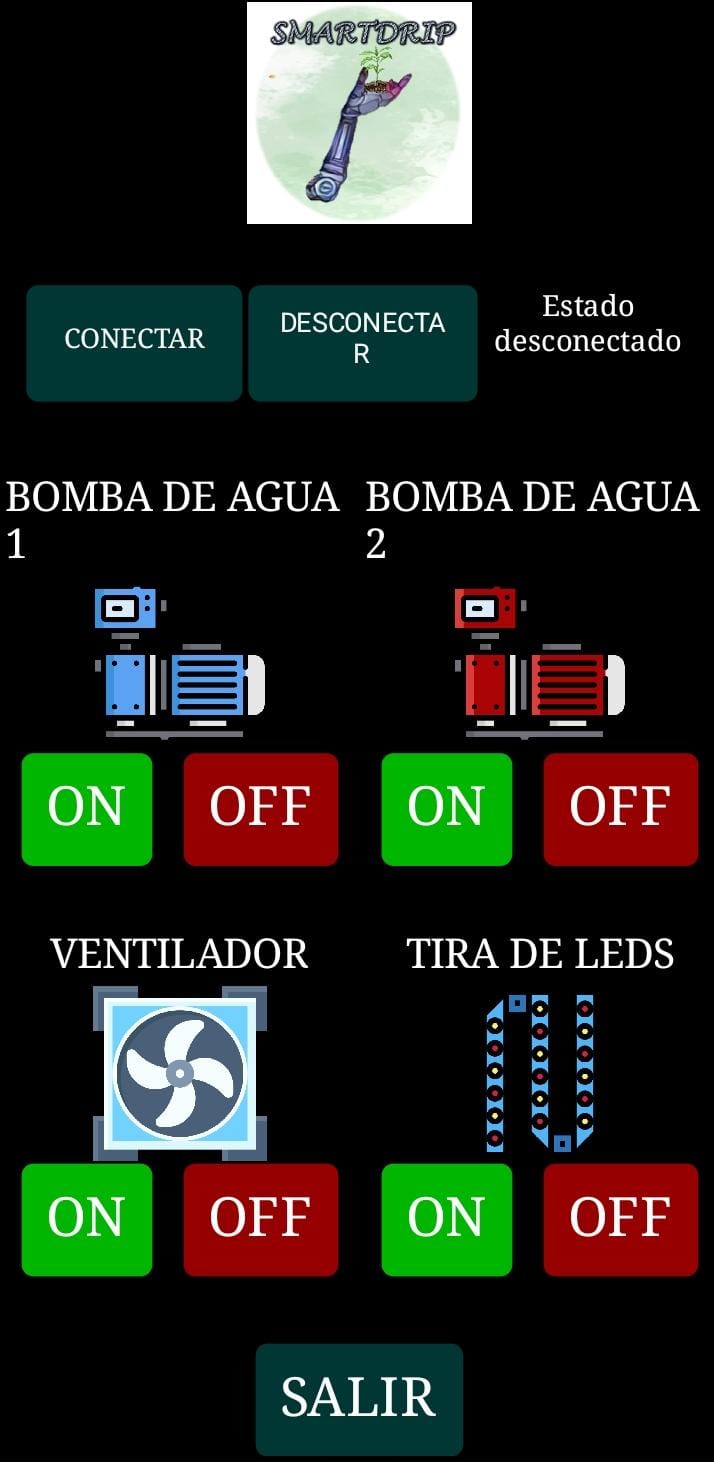 SMARTDRIP
CONECTAR
DESCONECTA
R
Estado
desconectado
BOMBA DE AGUA
1
BOMBA DE AGUA
2
ON
OFF
ON
OFF
VENTILADOR
TIRA DE LEDS
ON
OFF
ON
OFF
SALIR